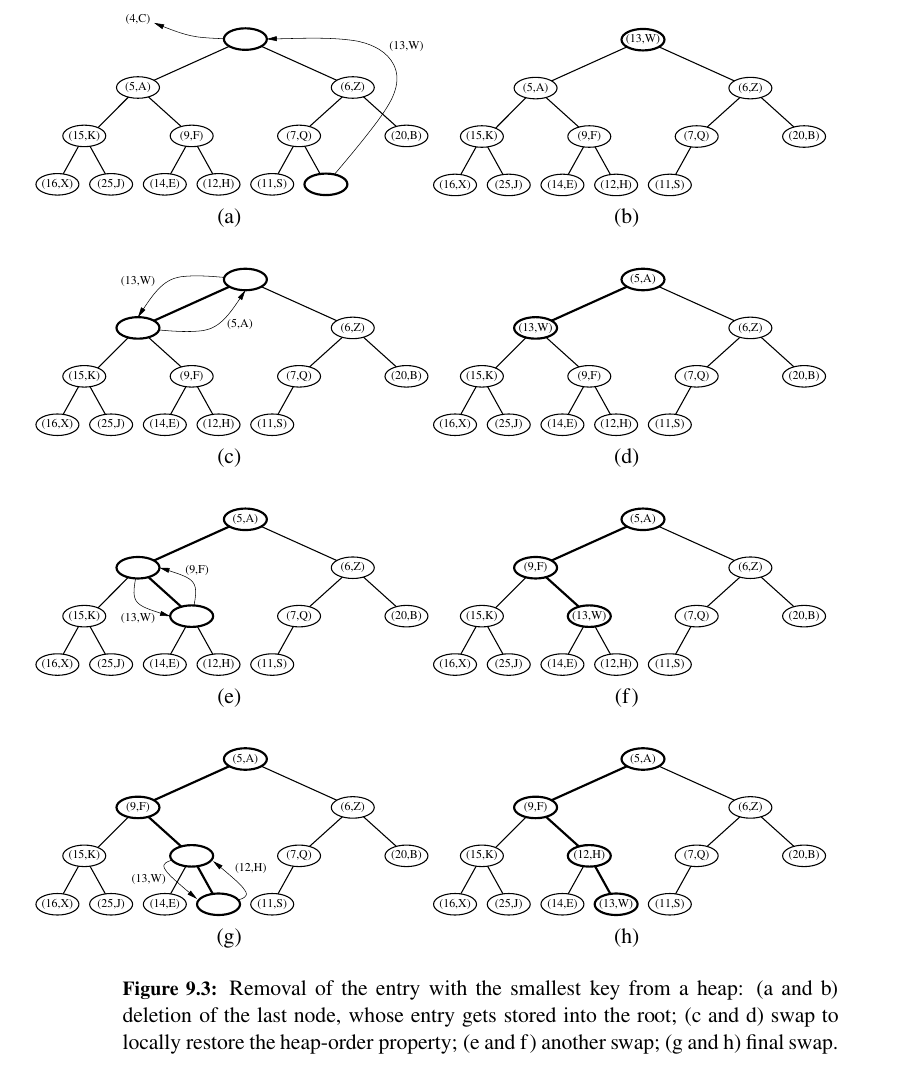 (4,C) (13,W)
(5,A) (6,Z)
(15,K) (9,F) (7,Q) (20,B)
(16,X) (25,J) (14,E) (12,H) (11,S)
(a)
(13,W)
(5,A) (6,Z)
(15,K) (9,F) (7,Q) (20,B)
(16,X) (25,J) (14,E) (12,H) (11,S)
(b)
(13,W)
(5,A) (6,Z)
(15,K) (9,F) (7,Q) (20,B)
(16,X) (25,J) (14,E) (12,H) (11,S)
(c)
(5,A)
(13,W) (6,Z)
(15,K) (9,F) (7,Q) (20,B)
(16,X) (25,J) (14,E) (12,H) (11,S)
(d)
(5,A)
(9,F) (6,Z)
(15,K) (13,W) (7,Q) (20,B)
(16,X) (25,J) (14,E) (12,H) (11,S)
(e)
(5,A)
(9,F) (6,Z)
(15,K) (13,W) (7,Q) (20,B)
(16,X) (25,J) (14,E) (12,H) (11,S)
(f)
(5,A)
(9,F) (6,Z)
(15,K) (7,Q) (20,B)
(13,W) (12,H)
(16,X) (25,J) (14,E) (11,S)
(g)
(5,A)
(9,F) (6,Z)
(15,K) (12,H) (7,Q) (20,B)
(16,X) (25,J) (14,E) (13,W) (11,S)
(h)
Figure 9.3: Removal of the entry with the smallest key from a heap: (a and b)
deletion of the last node, whose entry gets stored into the root; (c and d) swap to
locally restore the heap-order property; (e and f) another swap; (g and h) final swap.